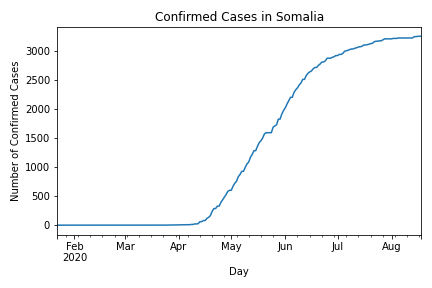 Confirmed Cases in Somalia
Number of Confirmed Cases
3000
2500
2000
1500
1000
500
0
Feb Mar Apr May Jun Jul Aug
2020
Day